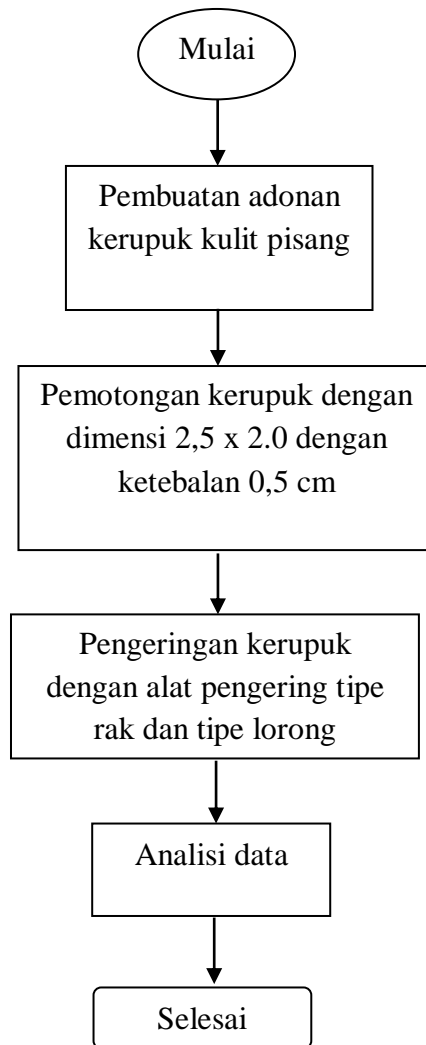 Mulai
Pembuatan adonan
kerupuk kulit pisang
Pemotongan kerupuk dengan
dimensi 2,5 x 2.0 dengan
ketebalan 0,5 cm
Pengeringan kerupuk
dengan alat pengering tipe
rak dan tipe lorong
Analisi data
Selesai